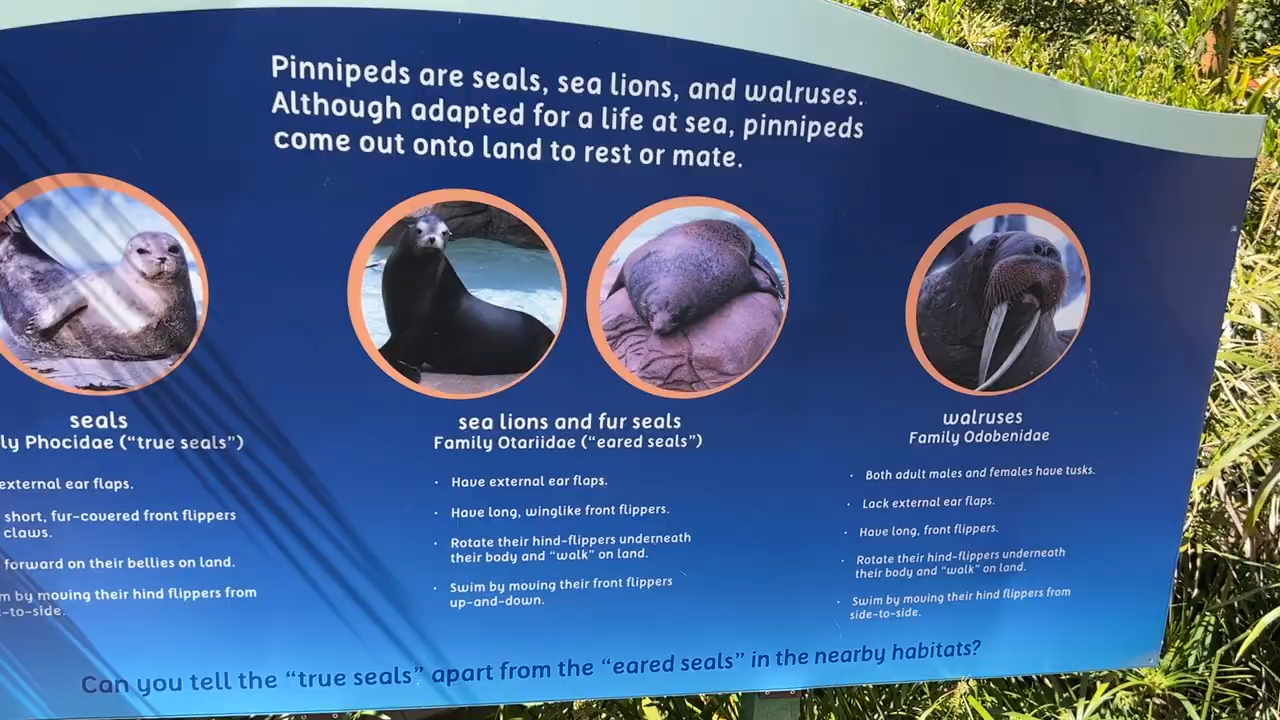 Pinnipeds are seals, sea lions, and walruses.
Although adapted for a life at sea, pinnipeds
come out onto land to rest or mate.
seals
Phocidae (“true seals”)
external ear flaps.
short, fur-covered front flippers
claws.
forward on their bellies on land.
by moving their hind flippers from
-to-side.
sea lions and fur seals
Family Otariidae (“eared seals”)
· Have external ear flaps.
· Have long, winglike front flippers.
· Rotate their hind-flippers underneath
their body and “walk” on land.
· Swim by moving their front flippers
up-and-down.
walruses
Family Odobenidae
· Both adult males and females have tusks.
· Lack external ear flaps.
· Have long, front flippers.
· Rotate their hind-flippers underneath
their body and “walk” on land.
· Swim by moving their hind flippers from
side-to-side.
Can you tell the “true seals” apart from the “eared seals” in the nearby habitats?